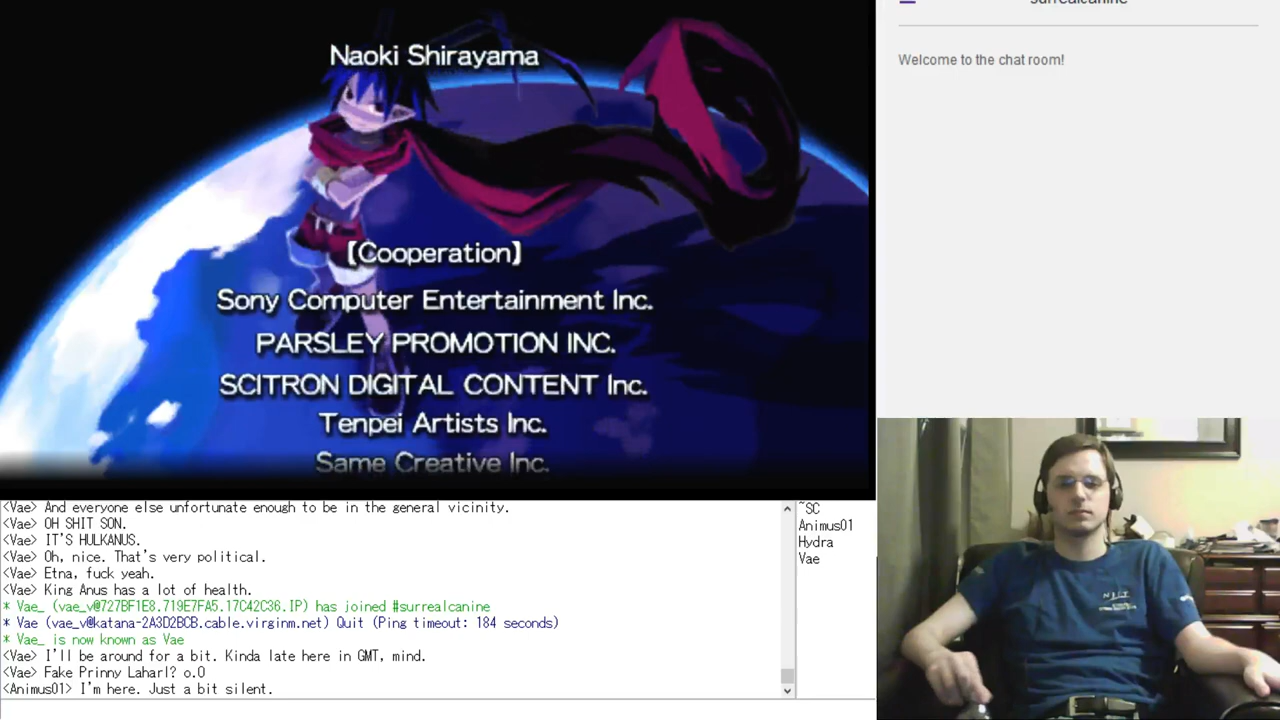 Naoki Shirayama
【Cooperation】
Sony Computer Entertainment Inc.
PARSLEY PROMOTION INC.
SCITRON DIGITAL CONTENT Inc.
Tenpei Artists Inc.
Same Creative Inc.
surrealcanine
Welcome to the chat room!
<Vae> And everyone else unfortunate enough to be in the general vicinity.
<Vae> OH SHIT SON.
<Vae> IT'S HULKANUS.
<Vae> Oh, nice. That's very political.
<Vae> Etna, fuck yeah.
<Vae> King Anus has a lot of health.
* Vae_ (vae_v@727BF1E8.719E7FA5.17C42C36.IP) has joined #surrealcanine
* Vae (vae_v@katana-2A3D2BCB.cable.virginm.net) Quit (Ping timeout: 184 seconds)
* Vae_ is now known as Vae
<Vae> I'll be around for a bit. Kinda late here in GMT, mind.
<Vae> Fake Prinny Laharl? o.O
<Animus01> I'm here. Just a bit silent.
~SC
Animus01
Hydra
Vae